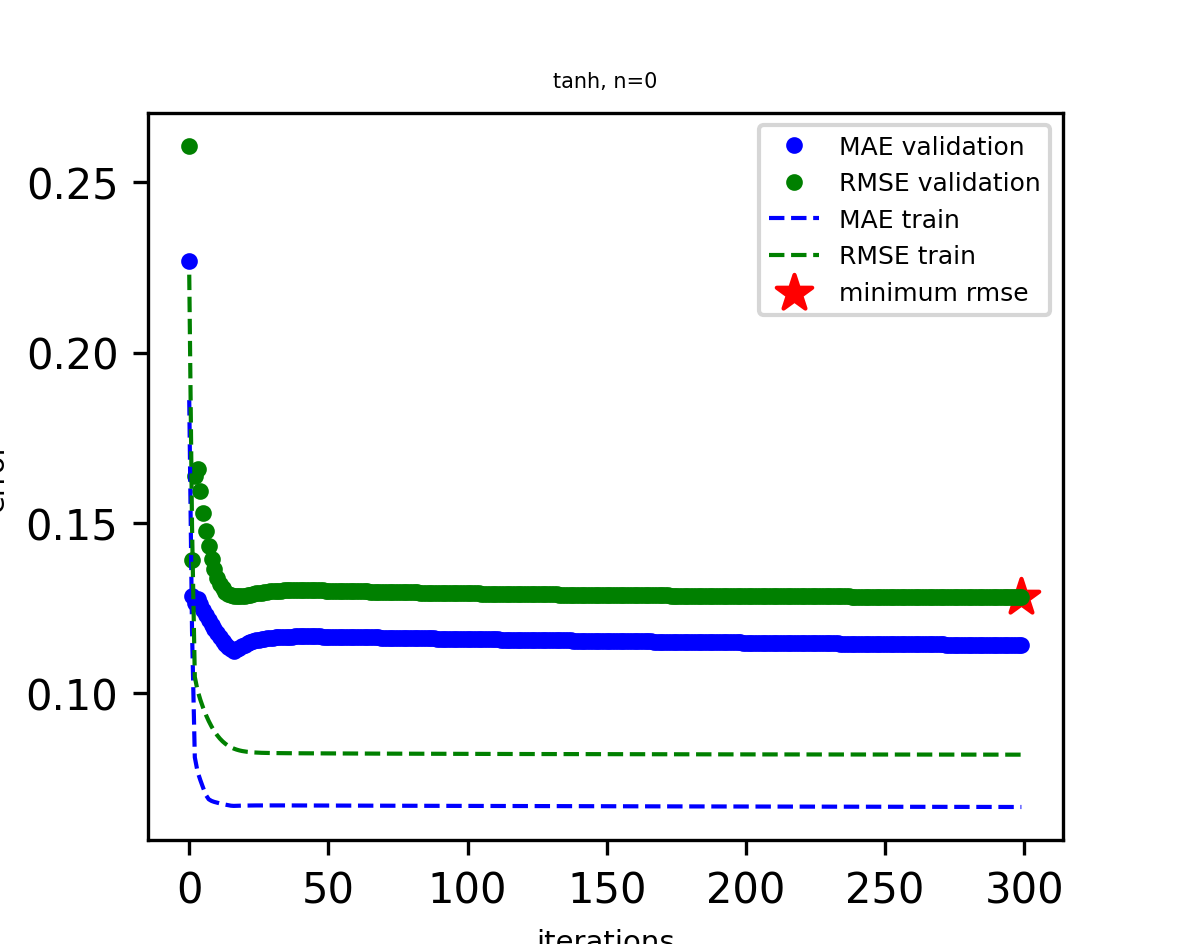 tanh, n=0
0.25
0.20
0.15
0.10
MAE validation
RMSE validation
MAE train
RMSE train
minimum rmse
0 50 100 150 200 250 300
iterations